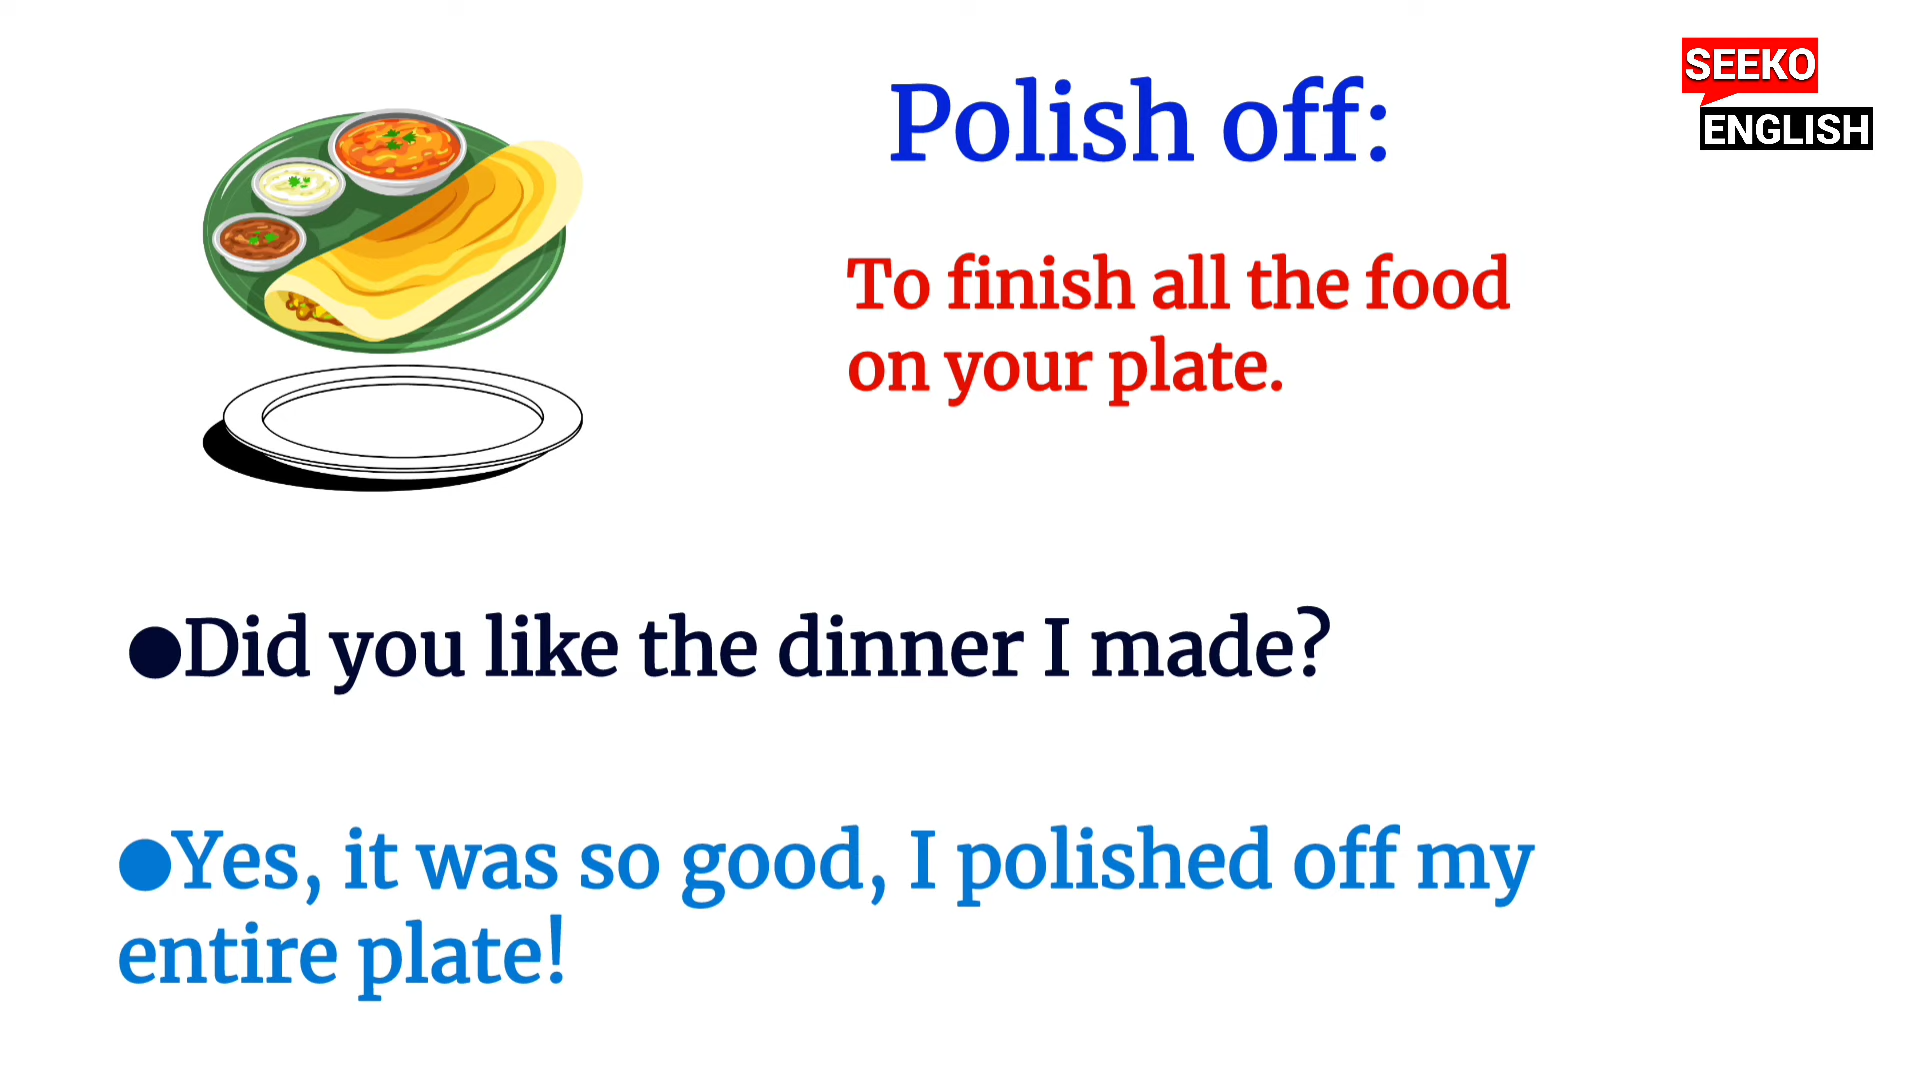 SEEKO
ENGLISH
Polish off:
To finish all the food
on your plate.
●Did you like the dinner I made?
●Yes, it was so good, I polished off my
entire plate!